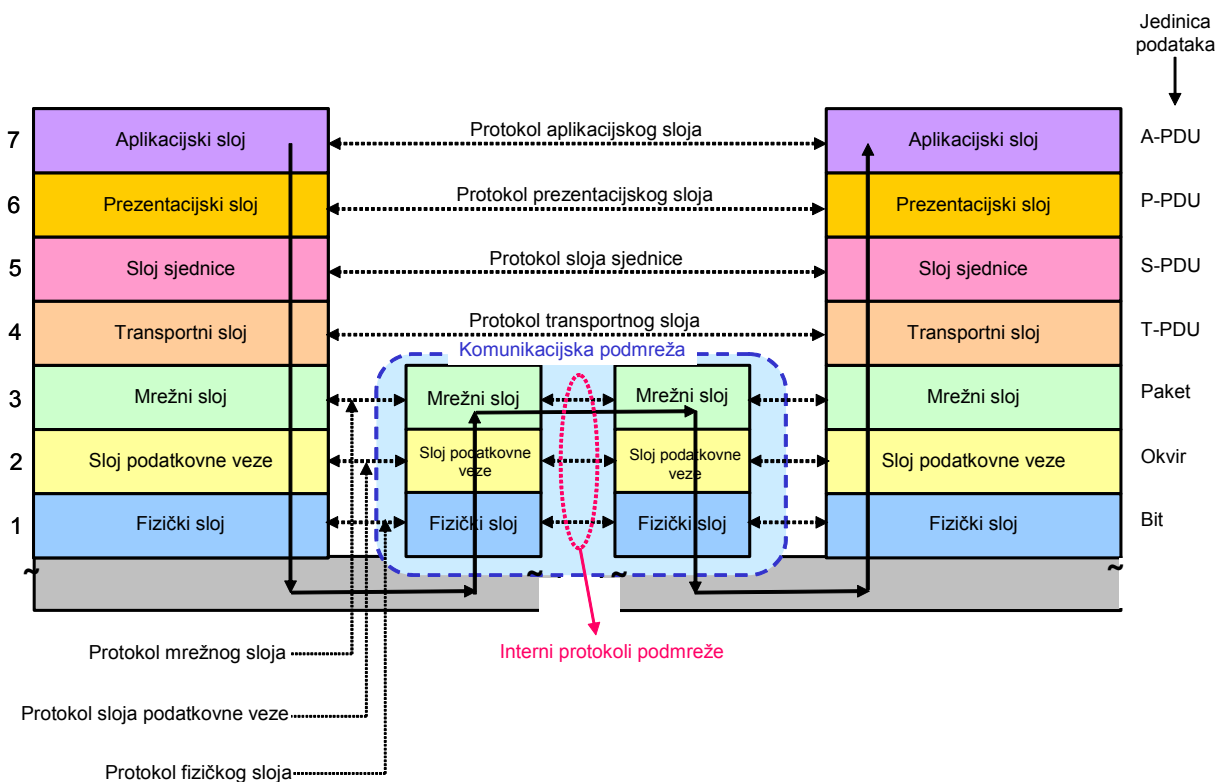 Jedinica
podataka
7
Aplikacijski sloj
Protokol aplikacijskog sloja
Aplikacijski sloj
A-PDU
6
Prezentacijski sloj
Protokol prezentacijskog sloja
Prezentacijski sloj
P-PDU
5
Sloj sjednice
Protokol sloja sjednice
Sloj sjednice
S-PDU
4
Transportni sloj
Protokol transportnog sloja
Transportni sloj
T-PDU
Komunikacijska podmreža
3
Mrežni sloj
Mrežni sloj
Mrežni sloj
Mrežni sloj
Paket
2
Sloj podatkovne veze
Sloj podatkovne
veze
Sloj podatkovne
veze
Sloj podatkovne veze
Okvir
1
Fizički sloj
Fizički sloj
Fizički sloj
Fizički sloj
Bit
~
~
~
~
Protokol mrežnog sloja
Interni protokoli podmreže
Protokol sloja podatkovne veze
Protokol fizičkog sloja